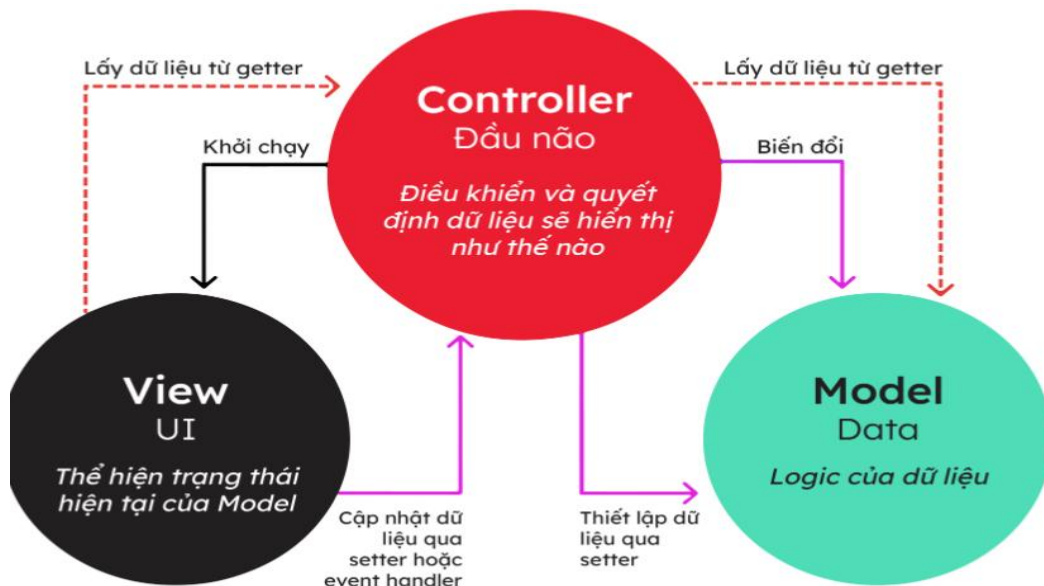 Lấy dữ liệu từ getter
Controller
Đầu não
Điều khiển và quyết
định dữ liệu sẽ hiển thị
như thế nào
Lấy dữ liệu từ getter
Khởi chạy
Biến đổi
View
UI
Thể hiện trạng thái
hiện tại của Model
Model
Data
Logic của dữ liệu
Cập nhật dữ
liệu qua
setter hoặc
event handler
Thiết lập dữ
liệu qua
setter